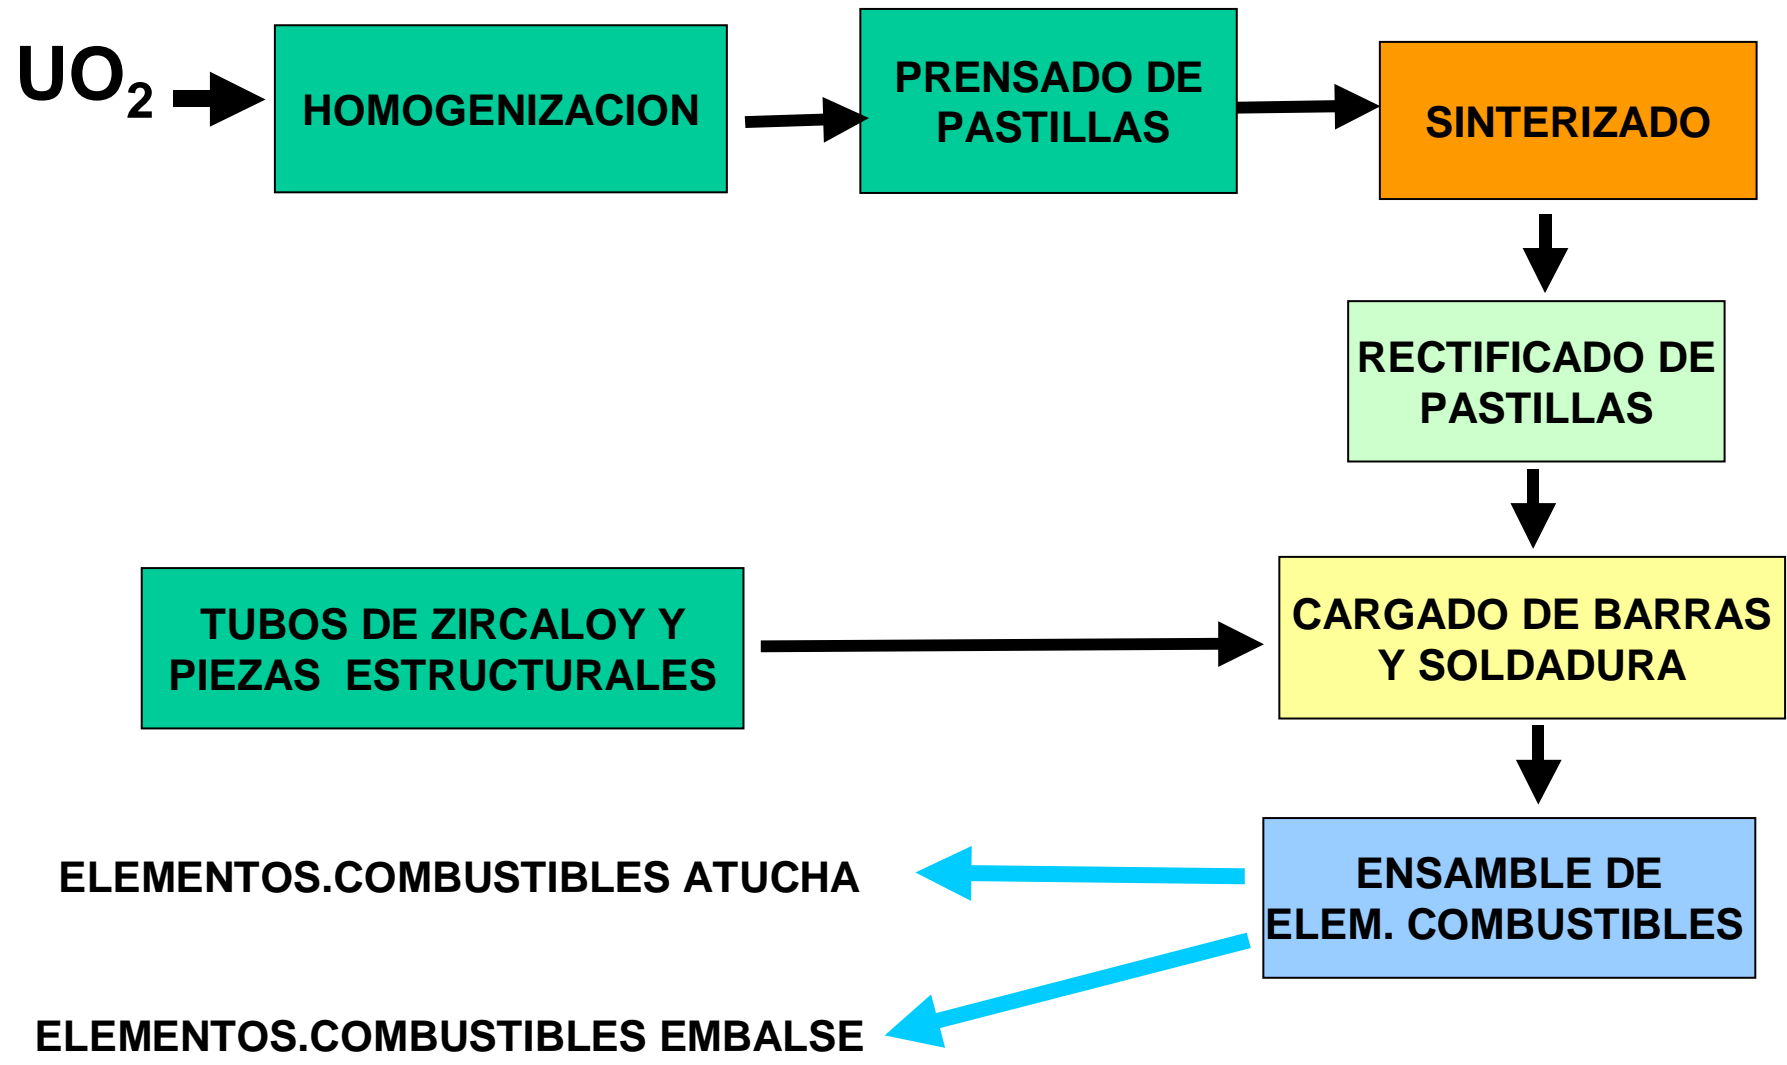 UO₂
HOMOGENIZACION
PRENSADO DE
PASTILLAS
SINTERIZADO
RECTIFICADO DE
PASTILLAS
TUBOS DE ZIRCALOY Y
PIEZAS ESTRUCTURALES
CARGADO DE BARRAS
Y SOLDADURA
ENSAMBLE DE
ELEM. COMBUSTIBLES
ELEMENTOS.COMBUSTIBLES ATUCHA
ELEMENTOS.COMBUSTIBLES EMBALSE